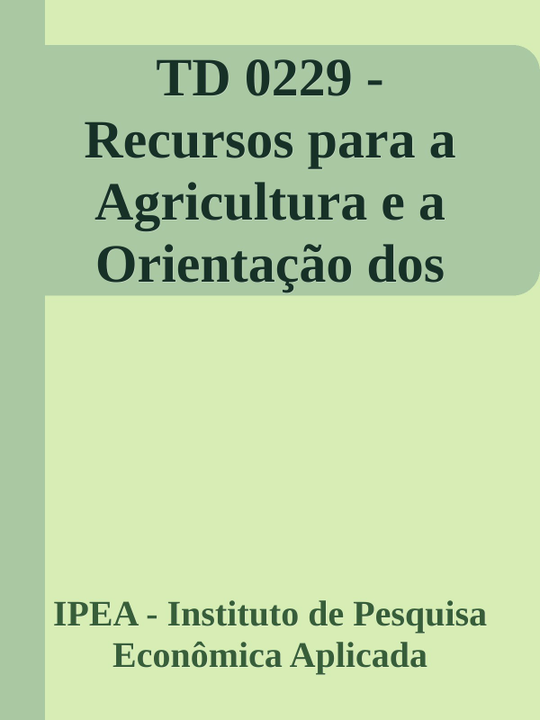 TD 0229 -
Recursos para a
Agricultura e a
Orientação dos
IPEA - Instituto de Pesquisa
Econômica Aplicada